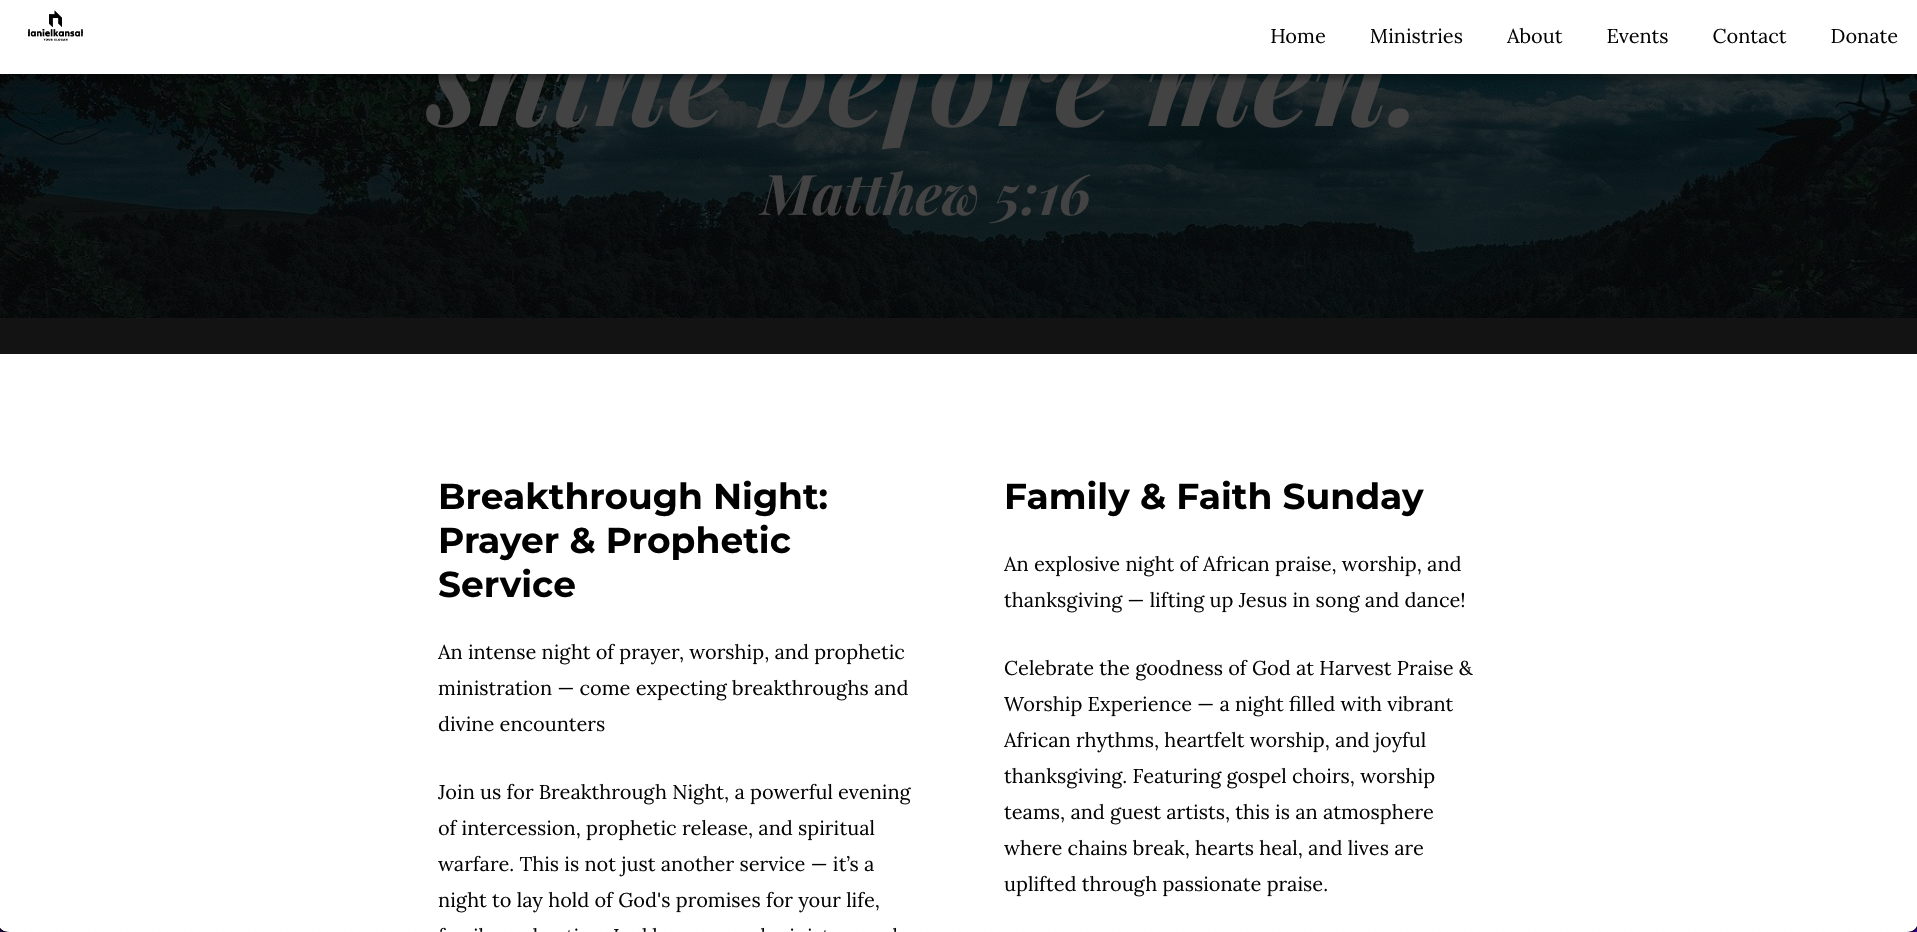 lanielkansal
YOUR SLOGAN
Home Ministries About Events Contact Donate
shine before men.
Matthew 5:16
Breakthrough Night:
Prayer & Prophetic
Service
An intense night of prayer, worship, and prophetic
ministration — come expecting breakthroughs and
divine encounters
Join us for Breakthrough Night, a powerful evening
of intercession, prophetic release, and spiritual
warfare. This is not just another service — it’s a
night to lay hold of God's promises for your life,
Family & Faith Sunday
An explosive night of African praise, worship, and
thanksgiving — lifting up Jesus in song and dance!
Celebrate the goodness of God at Harvest Praise &
Worship Experience — a night filled with vibrant
African rhythms, heartfelt worship, and joyful
thanksgiving. Featuring gospel choirs, worship
teams, and guest artists, this is an atmosphere
where chains break, hearts heal, and lives are
uplifted through passionate praise.